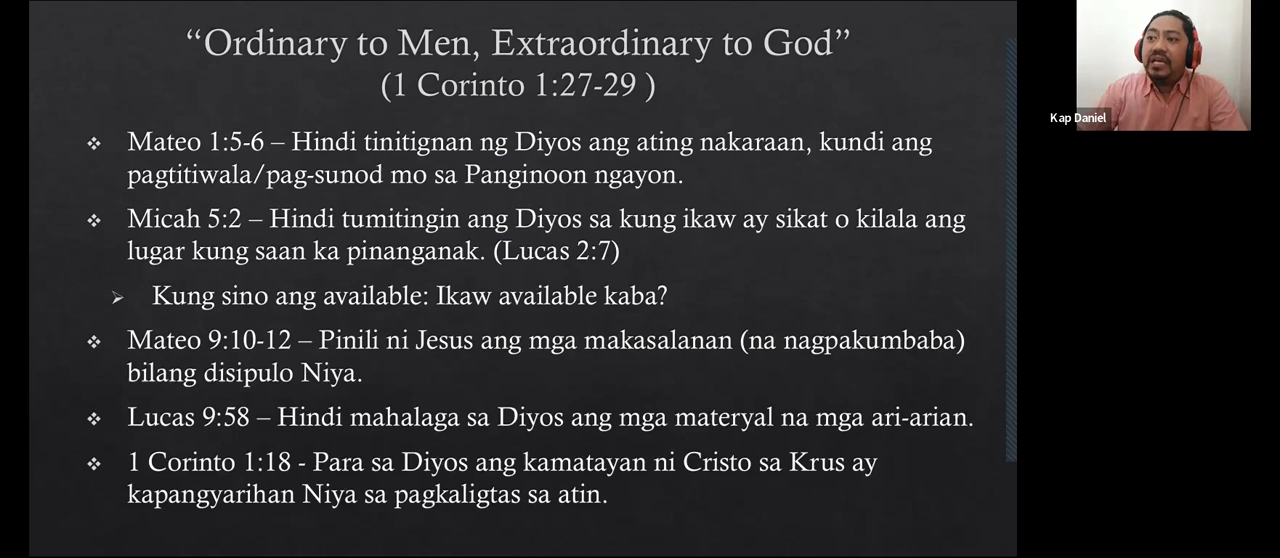 “Ordinary to Men, Extraordinary to God”
(1 Corinto 1:27-29 )
❖ Mateo 1:5-6 – Hindi tinitignan ng Diyos ang ating nakaraan, kundi ang
pagtitiwala/pag-sunod mo sa Panginoon ngayon.
❖ Micah 5:2 – Hindi tumitingin ang Diyos sa kung ikaw ay sikat o kilala ang
lugar kung saan ka pinanganak. (Lucas 2:7)
➢ Kung sino ang available: Ikaw available kaba?
❖ Mateo 9:10-12 – Pinili ni Jesus ang mga makasalanan (na nagpakumbaba)
bilang disipulo Niya.
❖ Lucas 9:58 – Hindi mahalaga sa Diyos ang mga materyal na mga ari-arian.
❖ 1 Corinto 1:18 - Para sa Diyos ang kamatayan ni Cristo sa Krus ay
kapangyarihan Niya sa pagkaligtas sa atin.
Kap Daniel